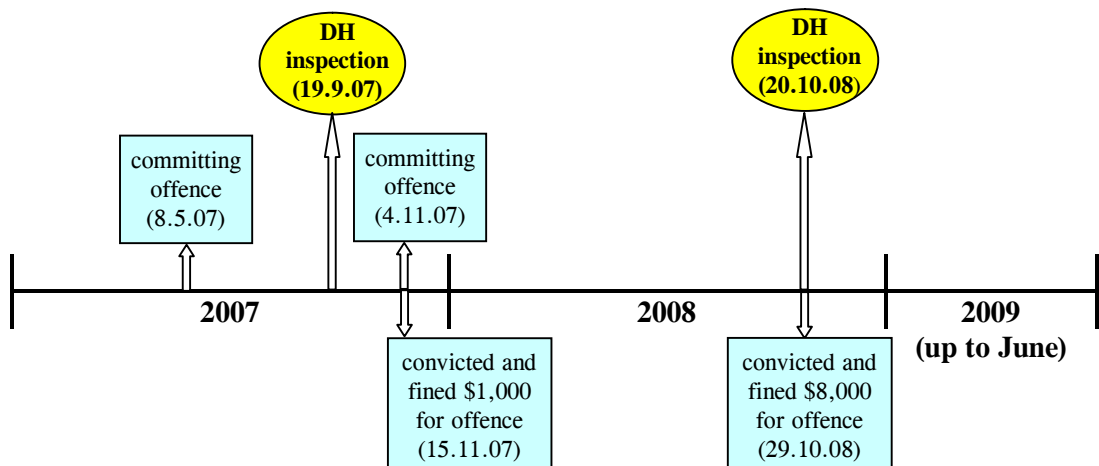 DH
inspection
(19.9.07)
DH
inspection
(20.10.08)
committing
offence
(8.5.07)
committing
offence
(4.11.07)
2007
2008
2009
(up to June)
convicted and
fined $1,000
for offence
(15.11.07)
convicted and
fined $8,000
for offence
(29.10.08)